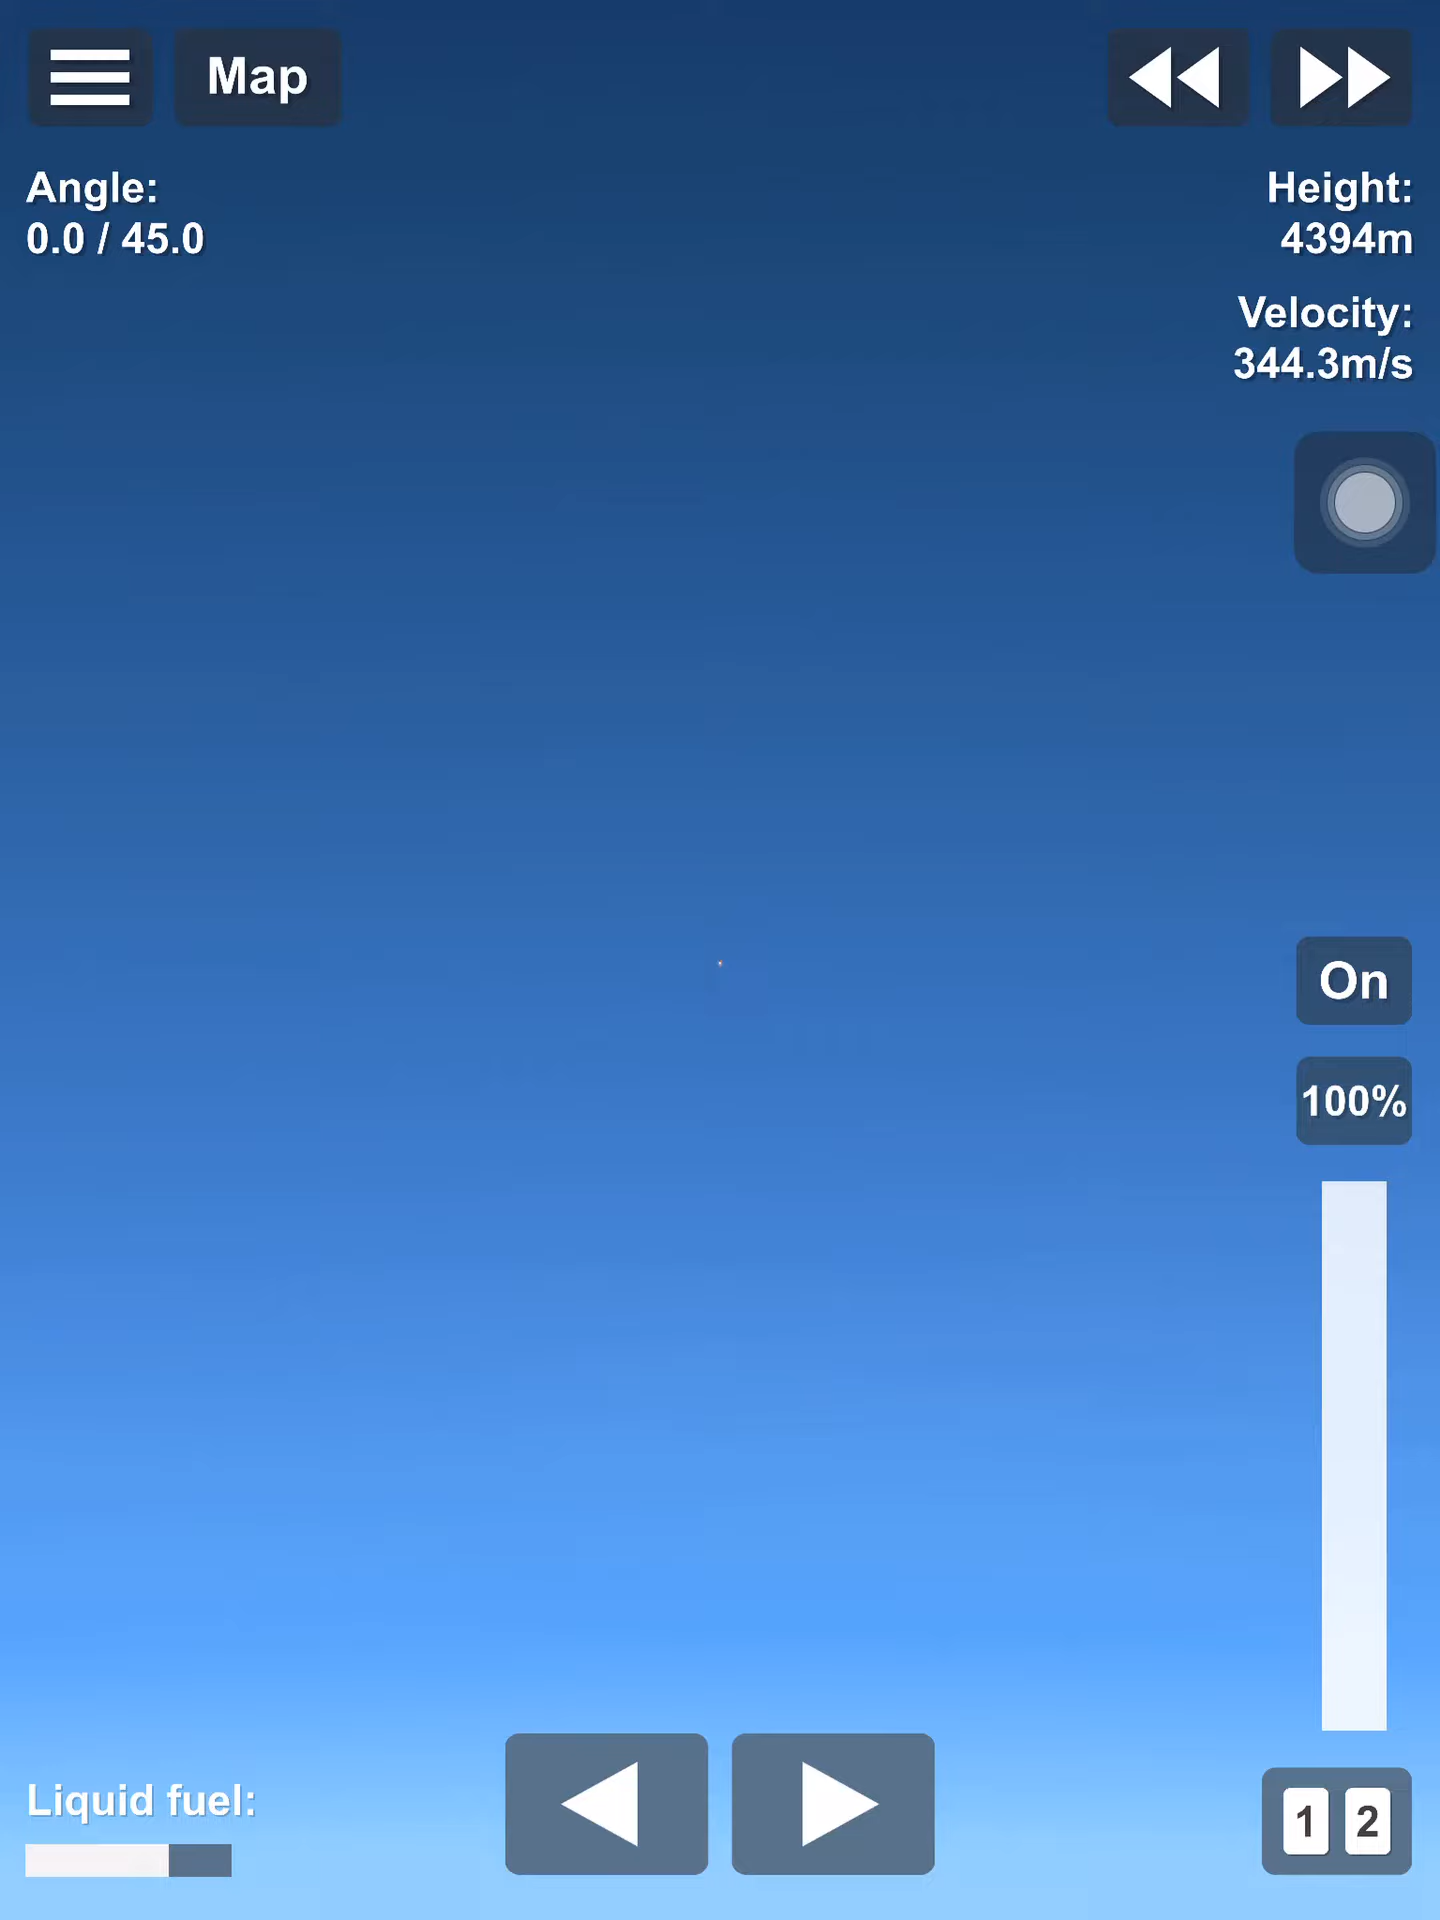 Map
Angle:
0.0 / 45.0
Height:
4394m
Velocity:
344.3m/s
On
100%
Liquid fuel:
1 2